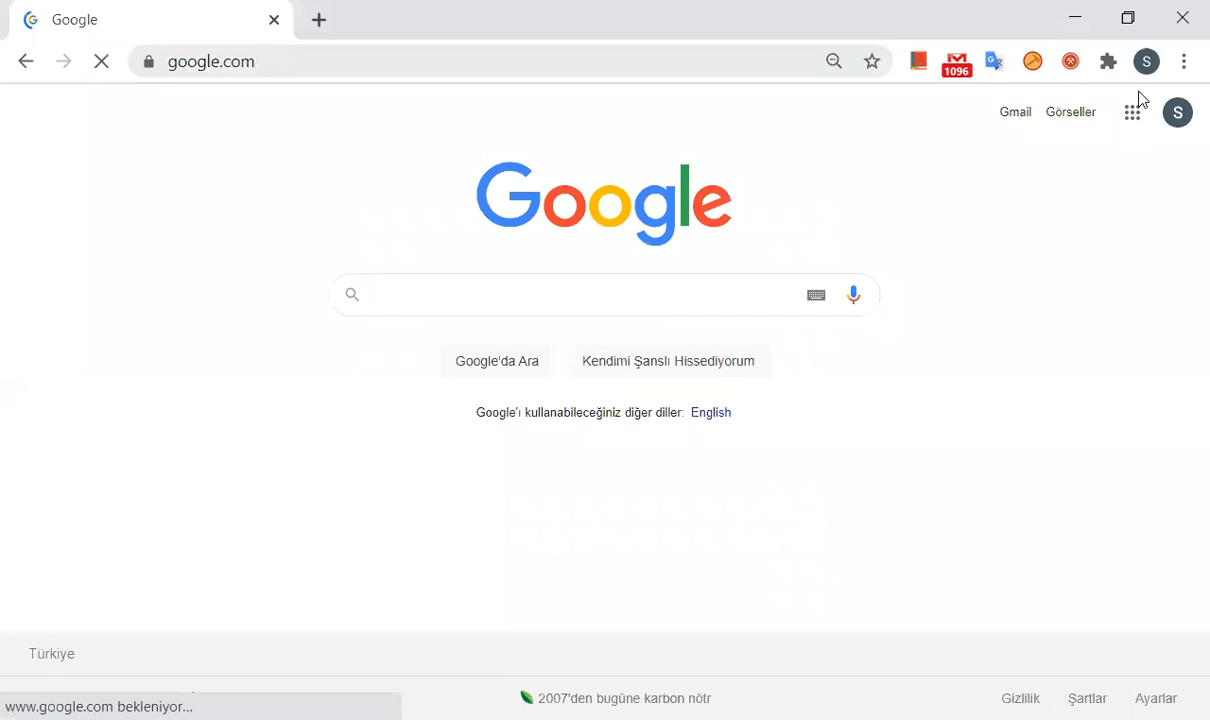 Google
google.com
1096
S
Gmail Görseller
S
Google
Google'da Ara Kendimi Şanslı Hissediyorum
Google'ı kullanabileceğiniz diğer diller: English
Türkiye
www.google.com bekleniyor...
2007'den bugüne karbon nötr
Gizlilik Şartlar Ayarlar